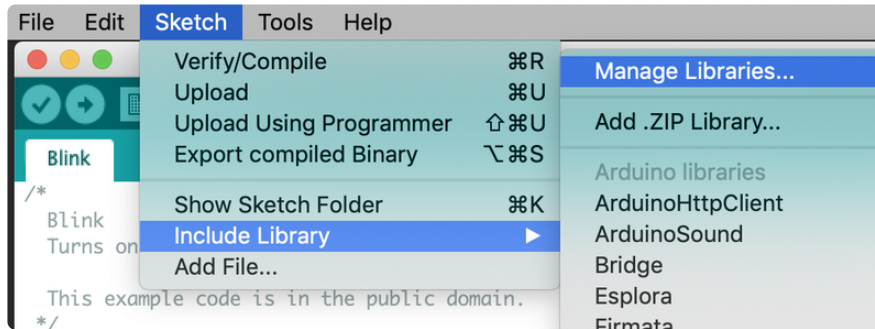 File Edit Sketch Tools Help
Verify/Compile ⌘R
Upload ⌘U
Upload Using Programmer ⇧⌘U
Export compiled Binary ⌥⌘S
Show Sketch Folder ⌘K
Include Library ▶
Add File...
Manage Libraries...
Add .ZIP Library...
Arduino libraries
ArduinoHttpClient
ArduinoSound
Bridge
Esplora
Firmata
Blink
/*
Blink
Turns on
This example code is in the public domain.
*/